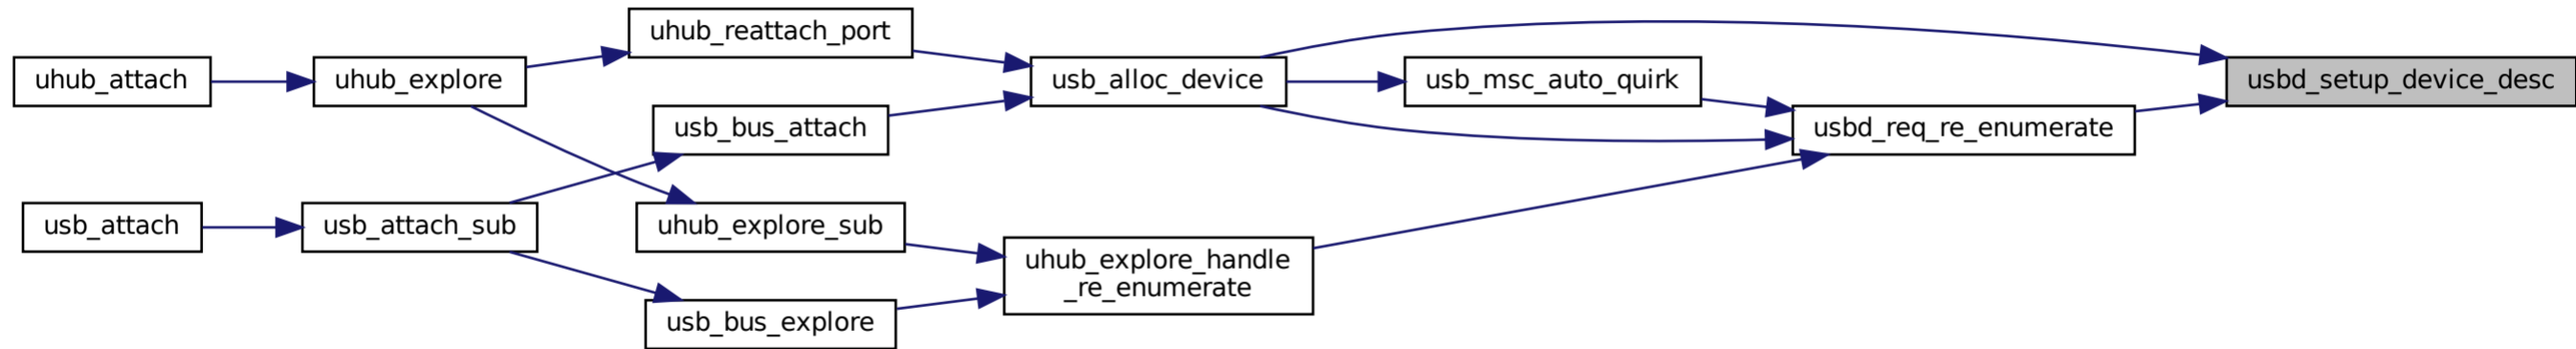 uhub_reattach_port
uhub_attach
uhub_explore
usb_alloc_device
usb_msc_auto_quirk
usbd_setup_device_desc
usb_bus_attach
usbd_req_re_enumerate
usb_attach
usb_attach_sub
uhub_explore_sub
uhub_explore_handle
_re_enumerate
usb_bus_explore